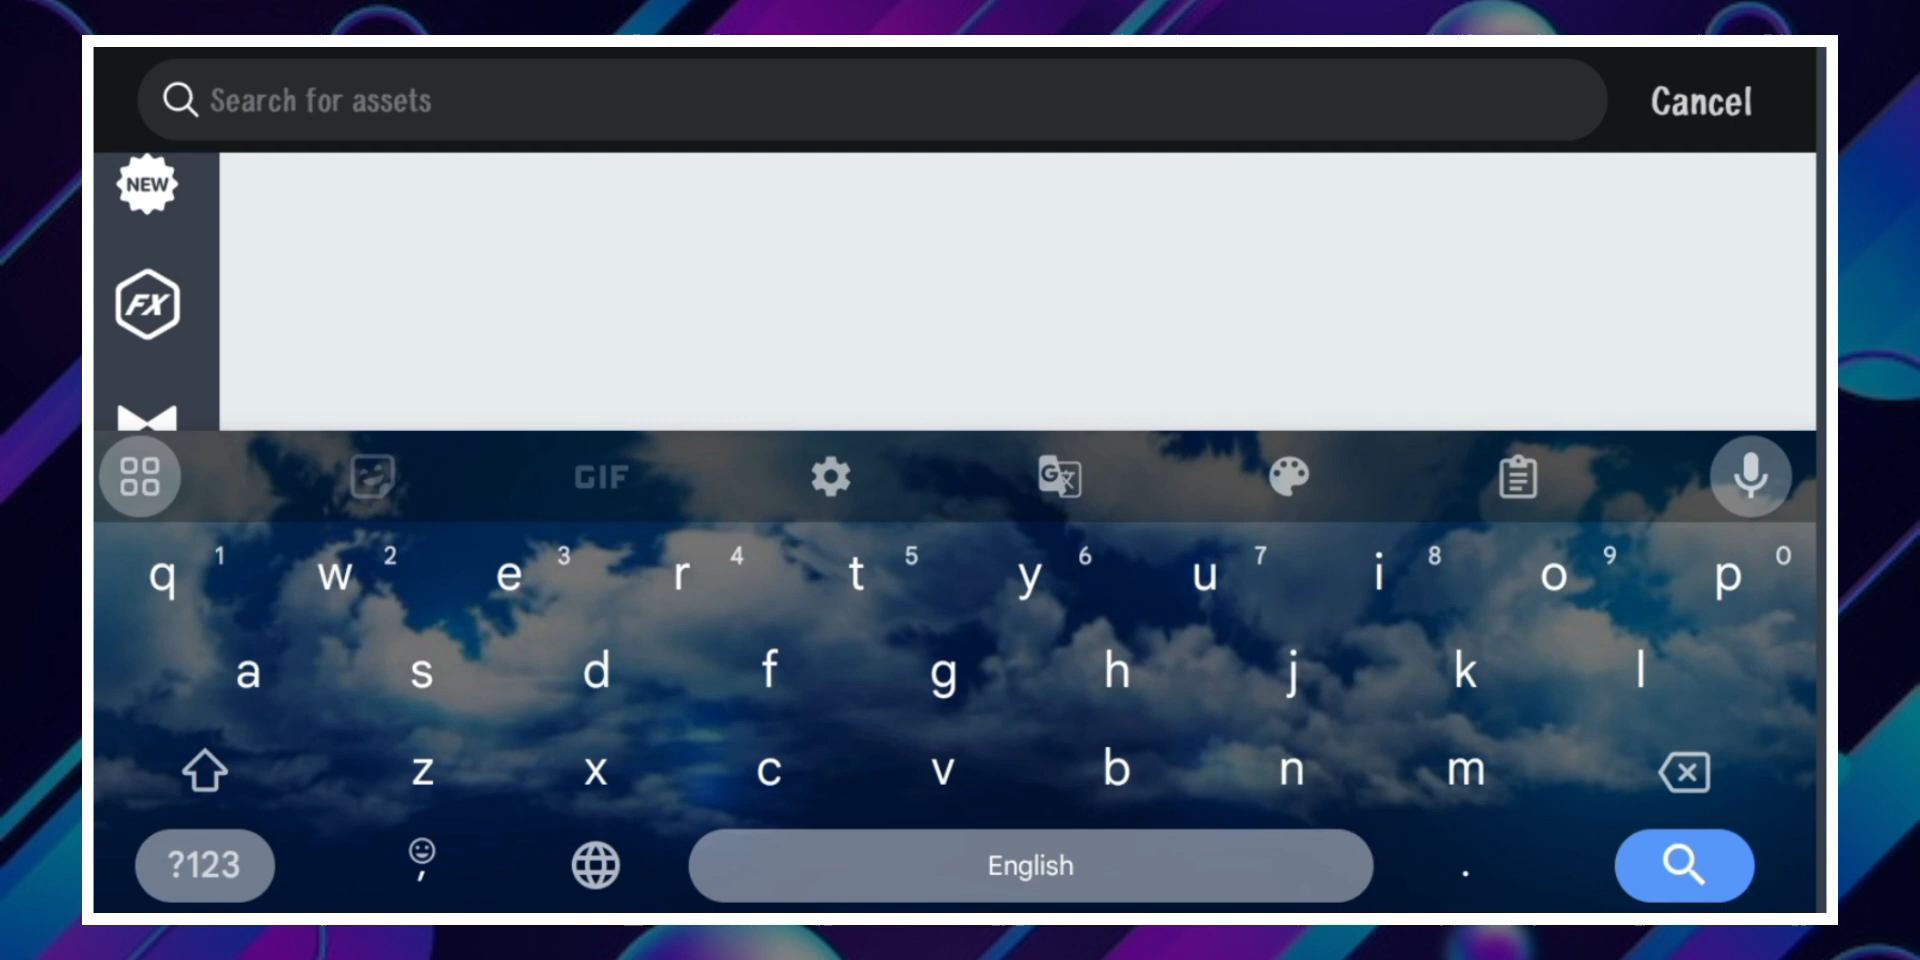 Search for assets Cancel
NEW
FX
GIF G
q 1 w 2 e 3 r 4 t 5 y 6 u 7 i 8 o 9 p 0
a s d f g h j k l
z x c v b n m
?123 , English .